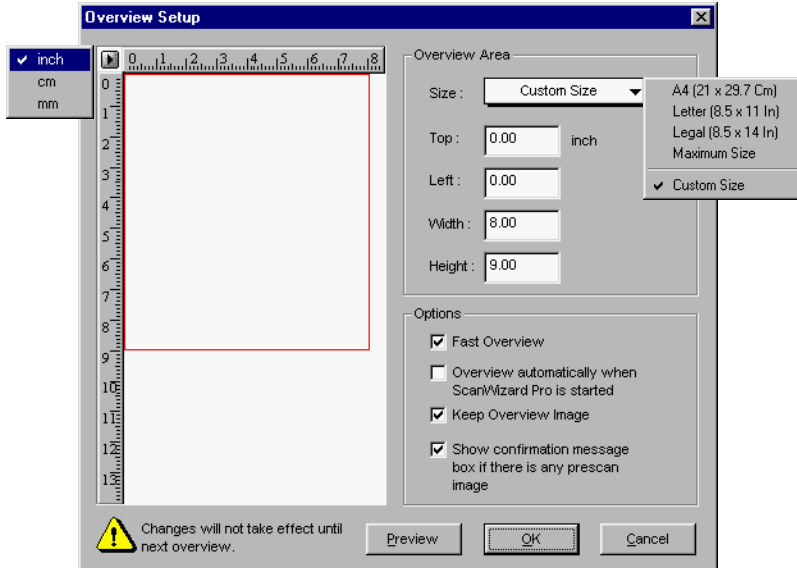 Overview Setup
✔ inch
cm
mm
0 1 2 3 4 5 6 7 8
0
1
2
3
4
5
6
7
8
9
10
11
12
13
Overview Area
Size : Custom Size
A4 (21 x 29.7 Cm)
Letter (8.5 x 11 In)
Legal (8.5 x 14 In)
Maximum Size
✔ Custom Size
Top : 0.00 inch
Left : 0.00
Width : 8.00
Height : 9.00
Options
Fast Overview
Overview automatically when
ScanWizard Pro is started
Keep Overview Image
Show confirmation message
box if there is any prescan
image
Changes will not take effect until
next overview.
Preview
OK
Cancel